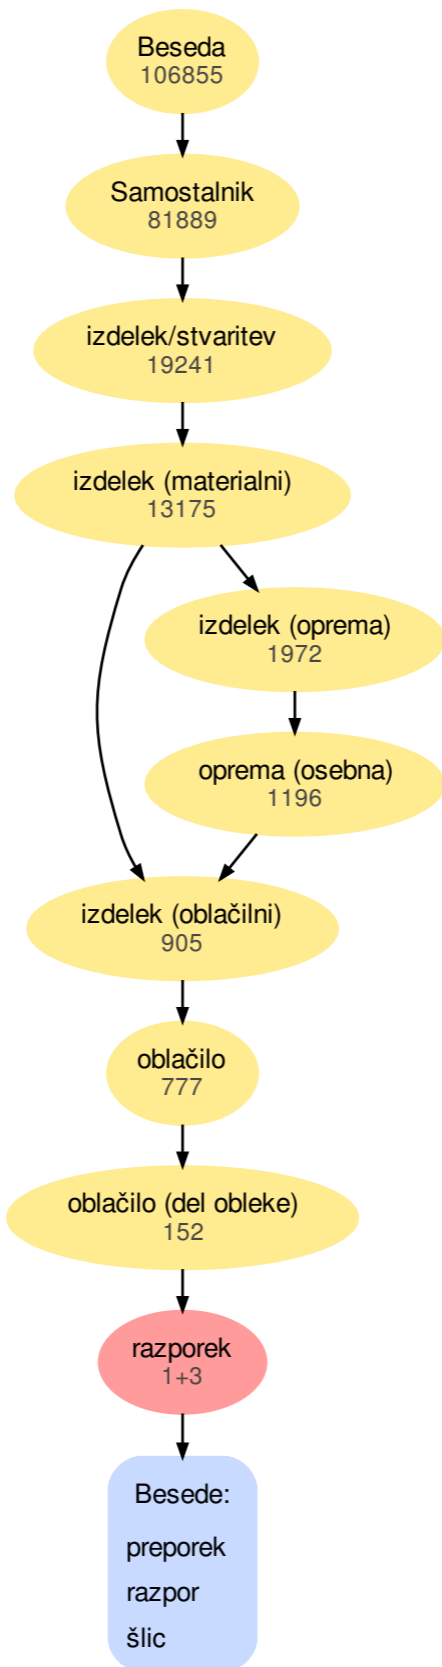 Beseda
106855
Samostalnik
81889
izdelek/stvaritev
19241
izdelek (materialni)
13175
izdelek (oprema)
1972
oprema (osebna)
1196
izdelek (oblačilni)
905
oblačilo
777
oblačilo (del obleke)
152
razporek
1+3
Besede:
preporek
razpor
šlic